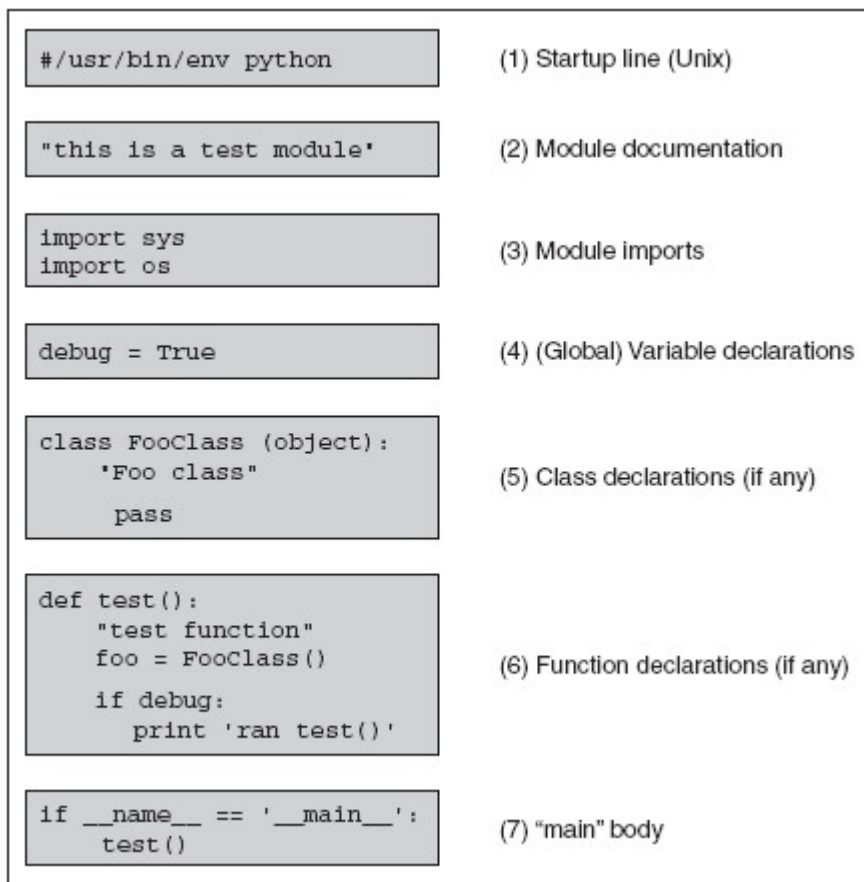 #/usr/bin/env python
(1) Startup line (Unix)
"this is a test module"
(2) Module documentation
import sys
import os
(3) Module imports
debug = True
(4) (Global) Variable declarations
class FooClass (object):
"Foo class"
pass
(5) Class declarations (if any)
def test():
"test function"
foo = FooClass()
if debug:
print 'ran test()'
(6) Function declarations (if any)
if __name__ == '__main__':
test()
(7) “main” body